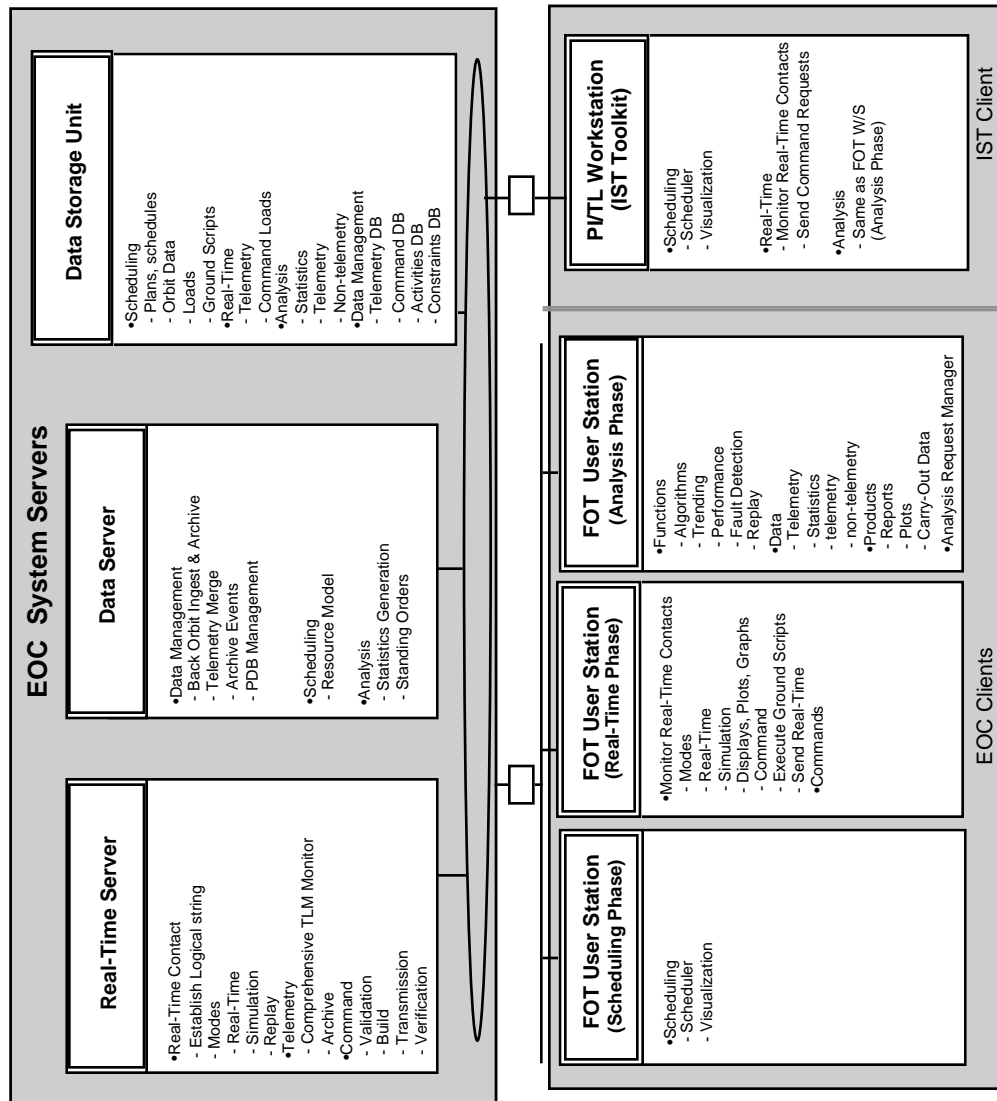 EOC System Servers
Real-Time Server
•Real-Time Contact
- Establish Logical string
- Modes
- Real-Time
- Simulation
- Replay
•Telemetry
- Comprehensive TLM Monitor
- Archive
•Command
- Validation
- Build
- Transmission
- Verification
Data Server
•Data Management
- Back Orbit Ingest & Archive
- Telemetry Merge
- Archive Events
- PDB Management
•Scheduling
- Resource Model
•Analysis
- Statistics Generation
- Standing Orders
Data Storage Unit
•Scheduling
- Plans, schedules
- Orbit Data
- Loads
- Ground Scripts
•Real-Time
- Telemetry
- Command Loads
•Analysis
- Statistics
- Telemetry
- Non-telemetry
•Data Management
- Telemetry DB
- Command DB
- Activities DB
- Constraints DB
FOT User Station
(Scheduling Phase)
•Scheduling
- Scheduler
- Visualization
FOT User Station
(Real-Time Phase)
•Monitor Real-Time Contacts
- Modes
- Real-Time
- Simulation
- Displays, Plots, Graphs
- Command
- Execute Ground Scripts
- Send Real-Time
•Commands
FOT User Station
(Analysis Phase)
•Functions
- Algorithms
- Trending
- Performance
- Fault Detection
- Replay
•Data
- Telemetry
- Statistics
- telemetry
- non-telemetry
•Products
- Reports
- Plots
- Carry-Out Data
•Analysis Request Manager
PI/TL Workstation
(IST Toolkit)
•Scheduling
- Scheduler
- Visualization
•Real-Time
- Monitor Real-Time Contacts
- Send Command Requests
•Analysis
- Same as FOT W/S
(Analysis Phase)
EOC Clients
IST Client